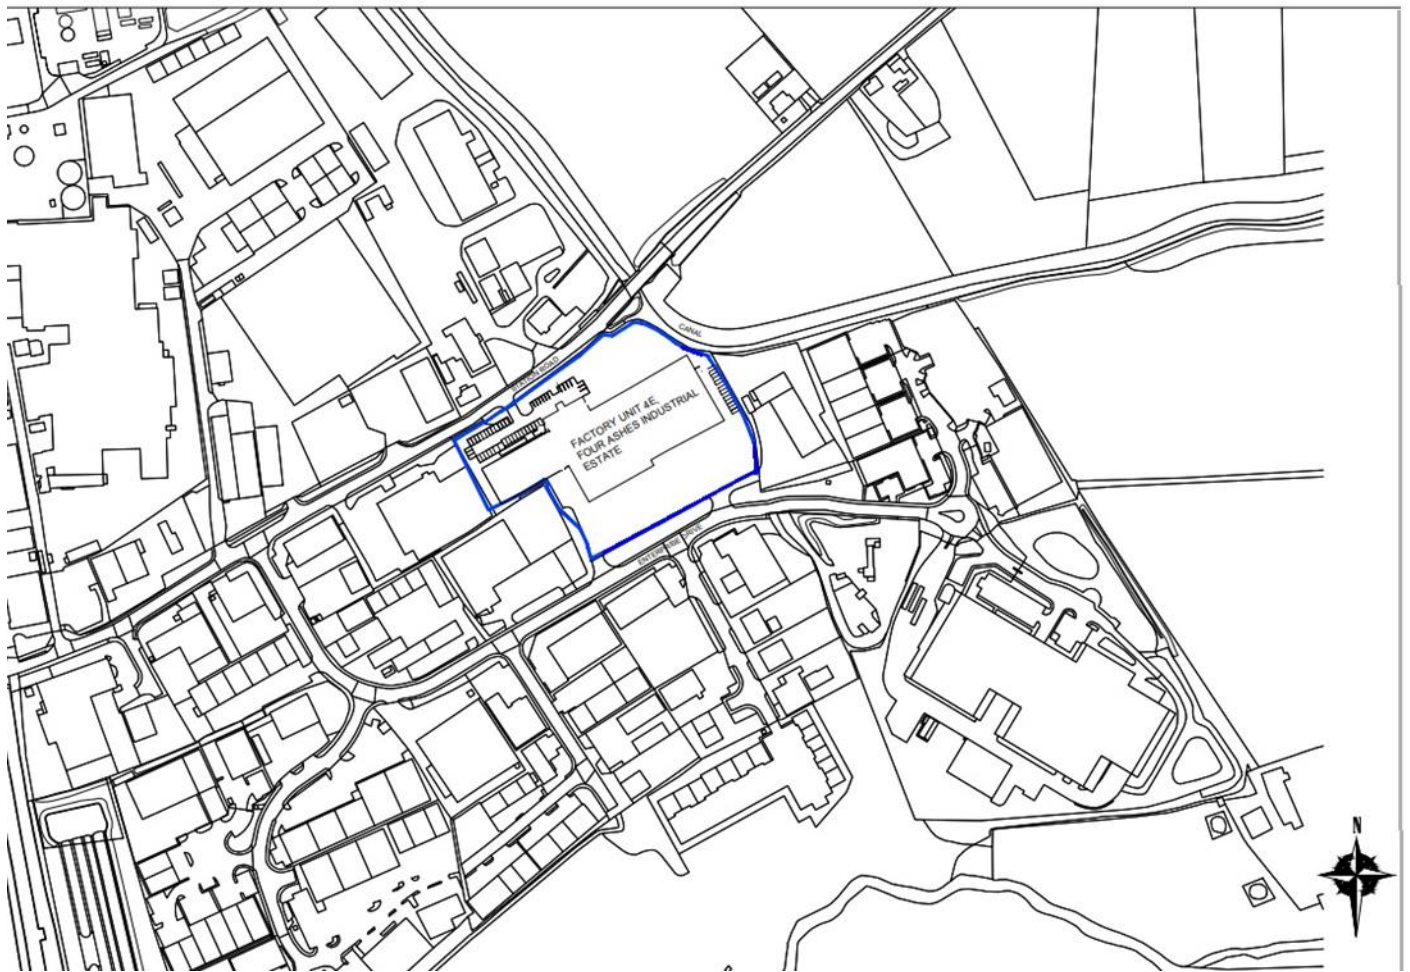 CANAL
STATION ROAD
FACTORY UNIT 4E,
FOUR ASHES INDUSTRIAL
ESTATE
ENTERPRISE DRIVE
N